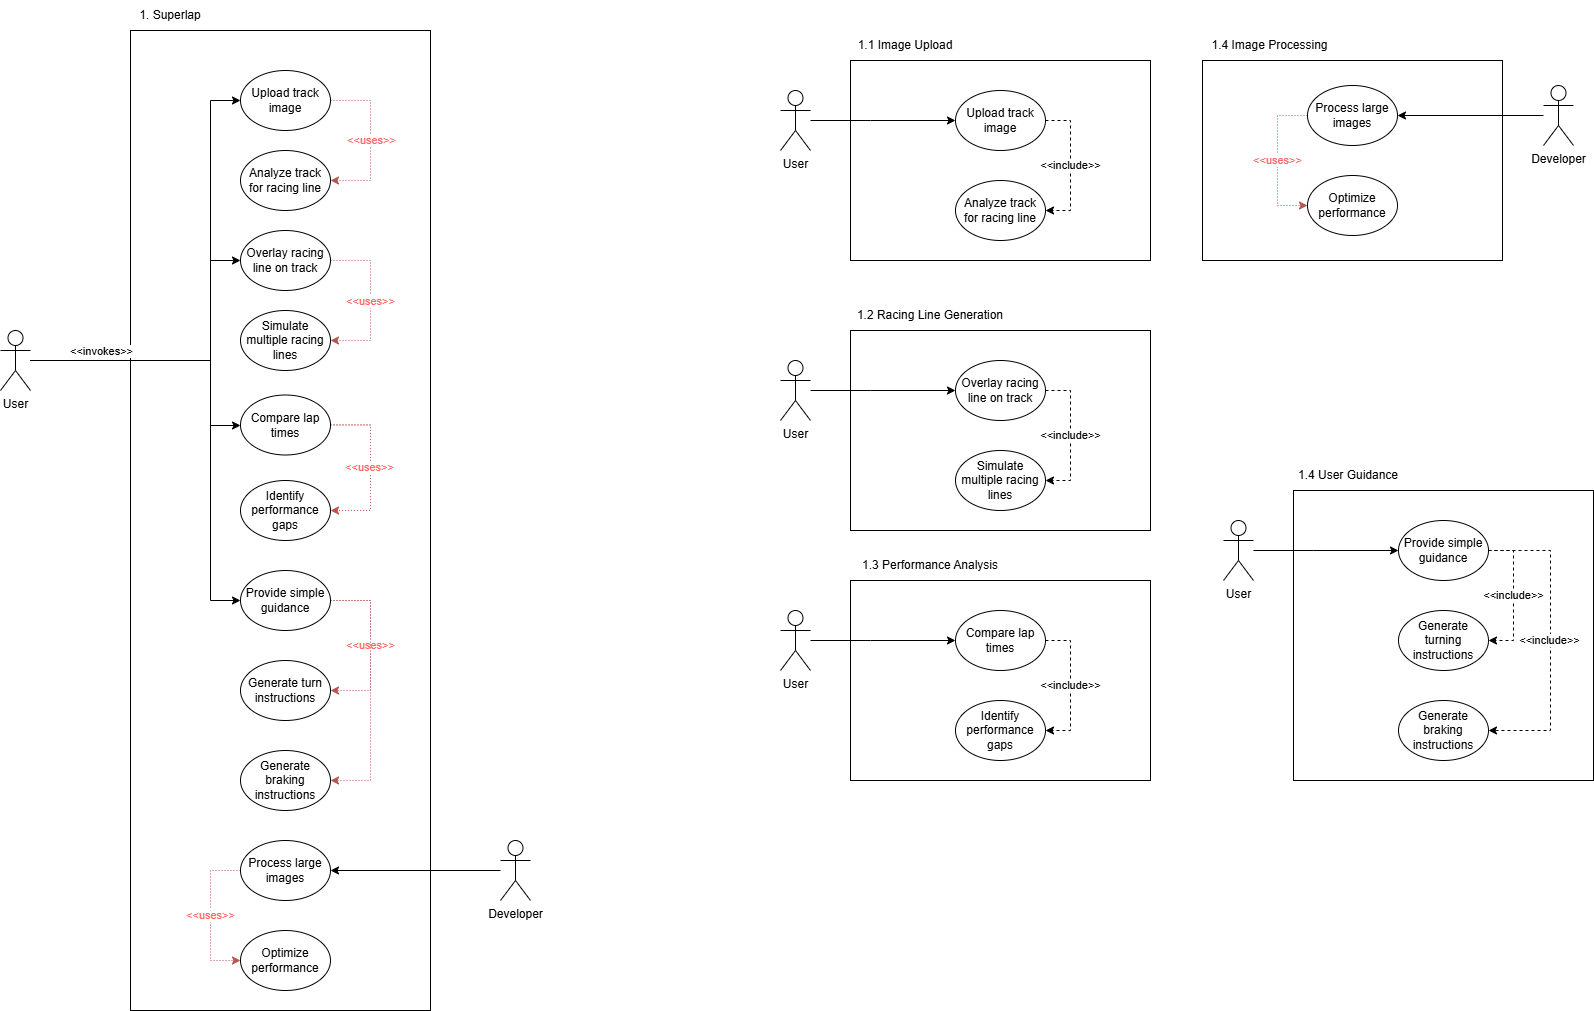 1. Superlap
Upload track
image
<<uses>>
Analyze track
for racing line
Overlay racing
line on track
<<uses>>
Simulate
multiple racing
lines
<<invokes>>
User
Compare lap
times
<<uses>>
Identify
performance
gaps
Provide simple
guidance
<<uses>>
Generate turn
instructions
Generate
braking
instructions
Process large
images
<<uses>>
Developer
Optimize
performance
1.1 Image Upload
Upload track
image
User
<<include>>
Analyze track
for racing line
1.4 Image Processing
Process large
images
Developer
<<uses>>
Optimize
performance
1.2 Racing Line Generation
Overlay racing
line on track
User
<<include>>
Simulate
multiple racing
lines
1.3 Performance Analysis
Compare lap
times
User
<<include>>
Identify
performance
gaps
1.4 User Guidance
Provide simple
guidance
User
<<include>>
Generate
turning
instructions
<<include>>
Generate
braking
instructions